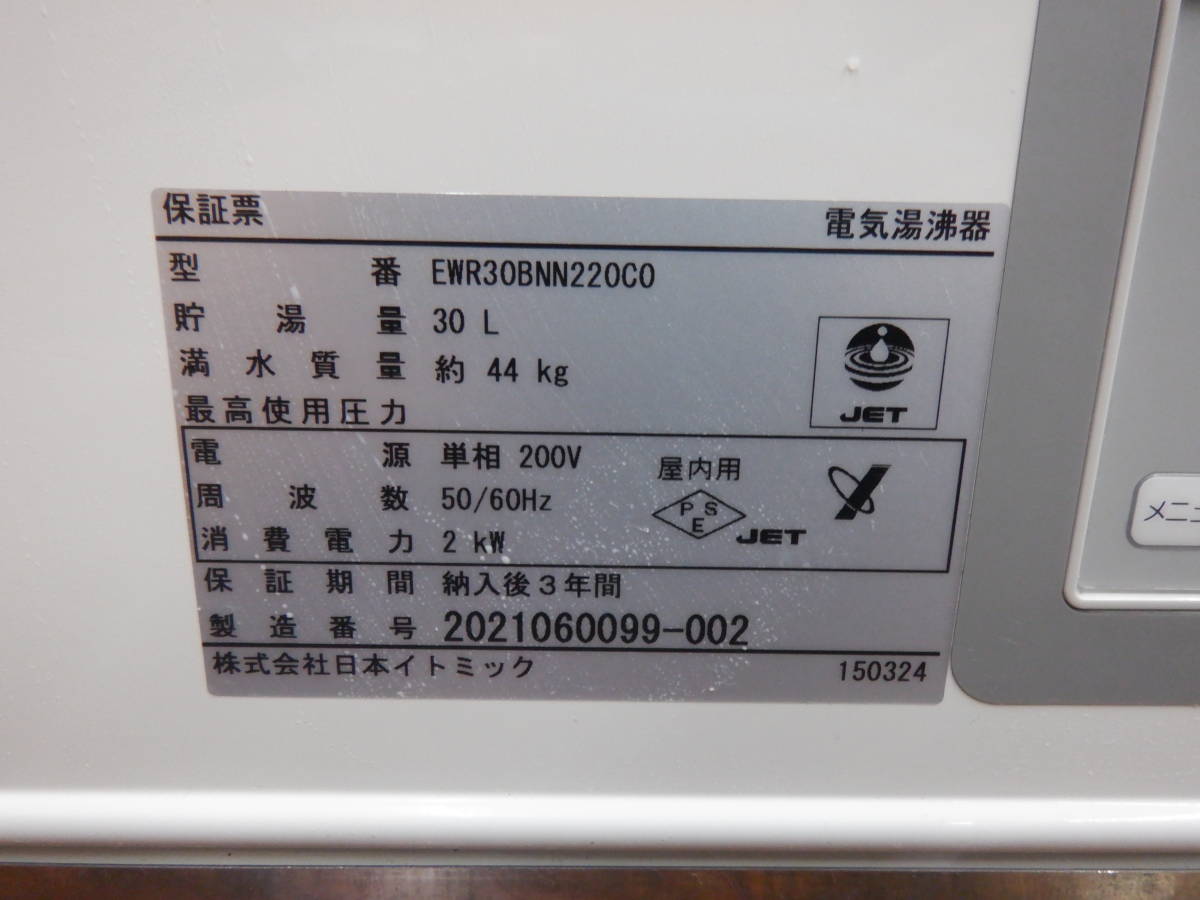 保証票 電気湯沸器
型番 EWR30BNN220C0
貯湯量 30 L
満水質量 約 44 kg
最高使用圧力
JET
電源 単相 200V
屋内用
周波数 50/60Hz
PSE JET
消費電力 2 kW
保証期間 納入後3年間
製造番号 2021060099-002
株式会社日本イトミック 150324
メニュ